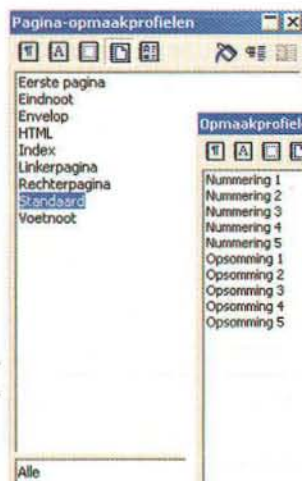 Pagina-opmaakprofielen
Eerste pagina
Eindnoot
Envelop
HTML
Index
Linkerpagina
Rechterpagina
Standaard
Voetnoot
Alle
Opmaakprofiel
Nummering 1
Nummering 2
Nummering 3
Nummering 4
Nummering 5
Opsomming 1
Opsomming 2
Opsomming 3
Opsomming 4
Opsomming 5